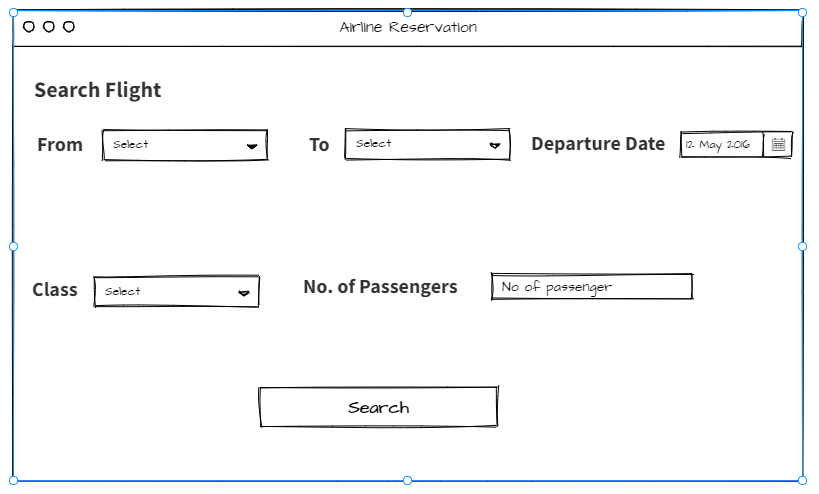 Airline Reservation
Search Flight
From Select To Select Departure Date 12 May 2016
Class Select No. of Passengers No of passenger
Search